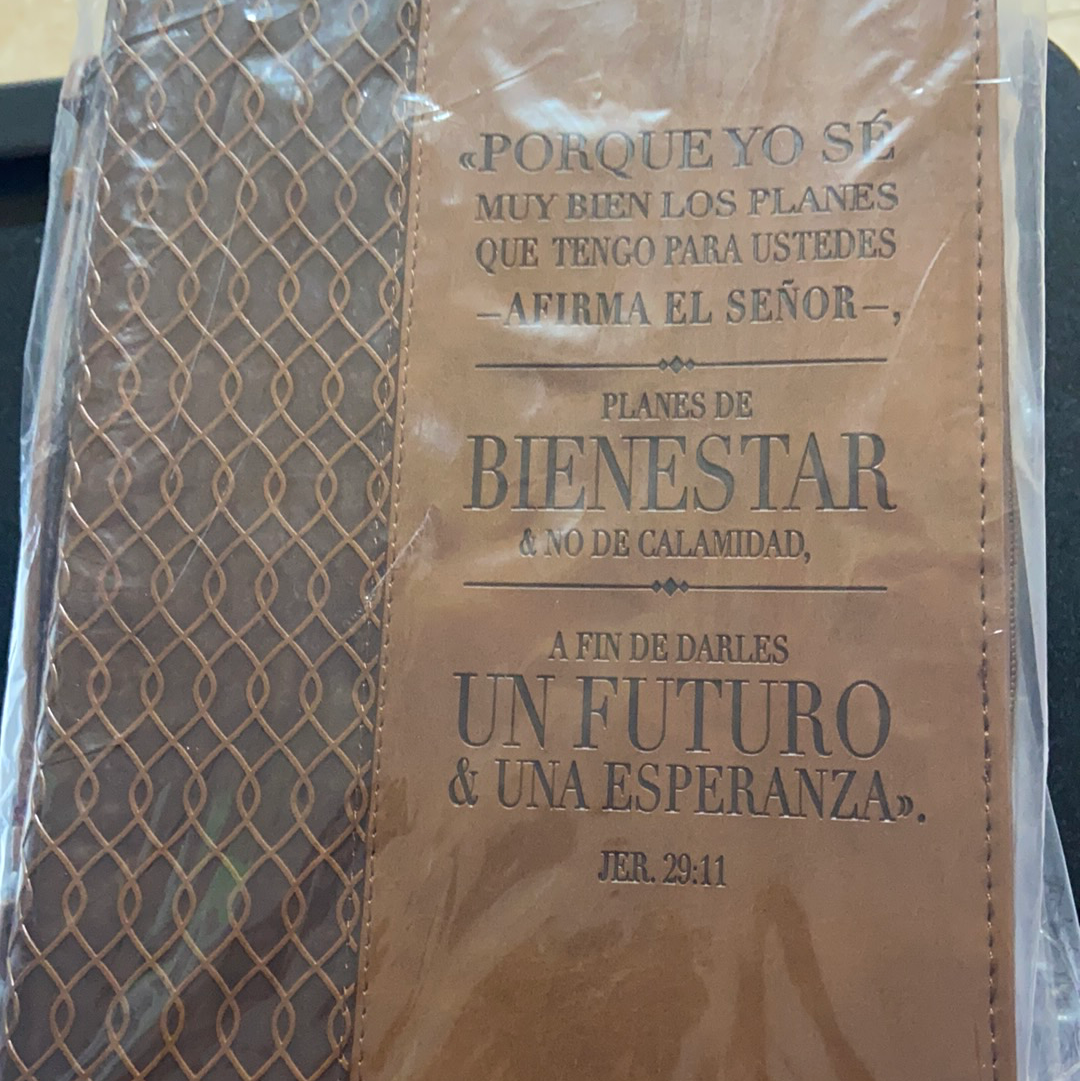 «PORQUE YO SÉ
MUY BIEN LOS PLANES
QUE TENGO PARA USTEDES
—AFIRMA EL SEÑOR—,
PLANES DE
BIENESTAR
& NO DE CALAMIDAD,
A FIN DE DARLES
UN FUTURO
& UNA ESPERANZA».
JER. 29:11